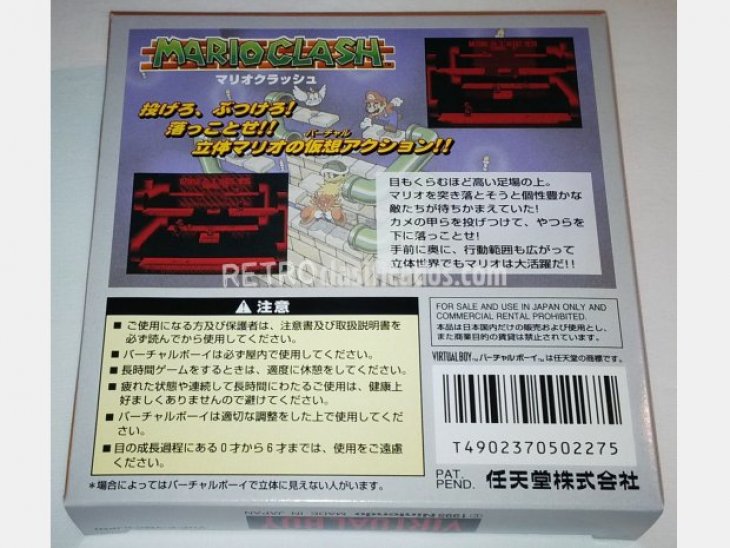 MARIO CLASH
マリオクラッシュ
投げろ、ぶつけろ!
落っことせ!!
バーチャル
立体マリオの仮想アクション!!
目もくらむほど高い足場の上。
マリオを突き落とそうと個性豊かな
敵たちが待ちかまえていた!
カメの甲らを投げつけて、やつらを
下に落っことせ!
手前に奥に、行動範囲も広がって
立体世界でもマリオは大活躍だ!!
RETROclasificados.com
注意
■ご使用になる方及び保護者は、注意書及び取扱説明書を
必ず読んでから使用してください。
■バーチャルボーイは必ず屋内で使用してください。
■長時間ゲームをするときは、適度に休憩をしてください。
■疲れた状態や連続して長時間にわたるご使用は、健康上
好ましくありませんので避けてください。
■バーチャルボーイは適切な調整をした上で使用してくだ
さい。
■目の成長過程にある0才から6才までは、使用をご遠慮
ください。
*場合によってはバーチャルボーイで立体に見えない人がいます。
FOR SALE AND USE IN JAPAN ONLY AND
COMMERCIAL RENTAL PROHIBITED.
本品は日本国内だけの販売および使用とし、
また商業目的の賃貸は禁止されています。
VIRTUAL BOY™ バーチャルボーイ™は任天堂の商標です。
T4902370502275
PAT.
PEND.
任天堂株式会社
VIRTUAL BOY
© 1995 Nintendo MADE IN JAPAN